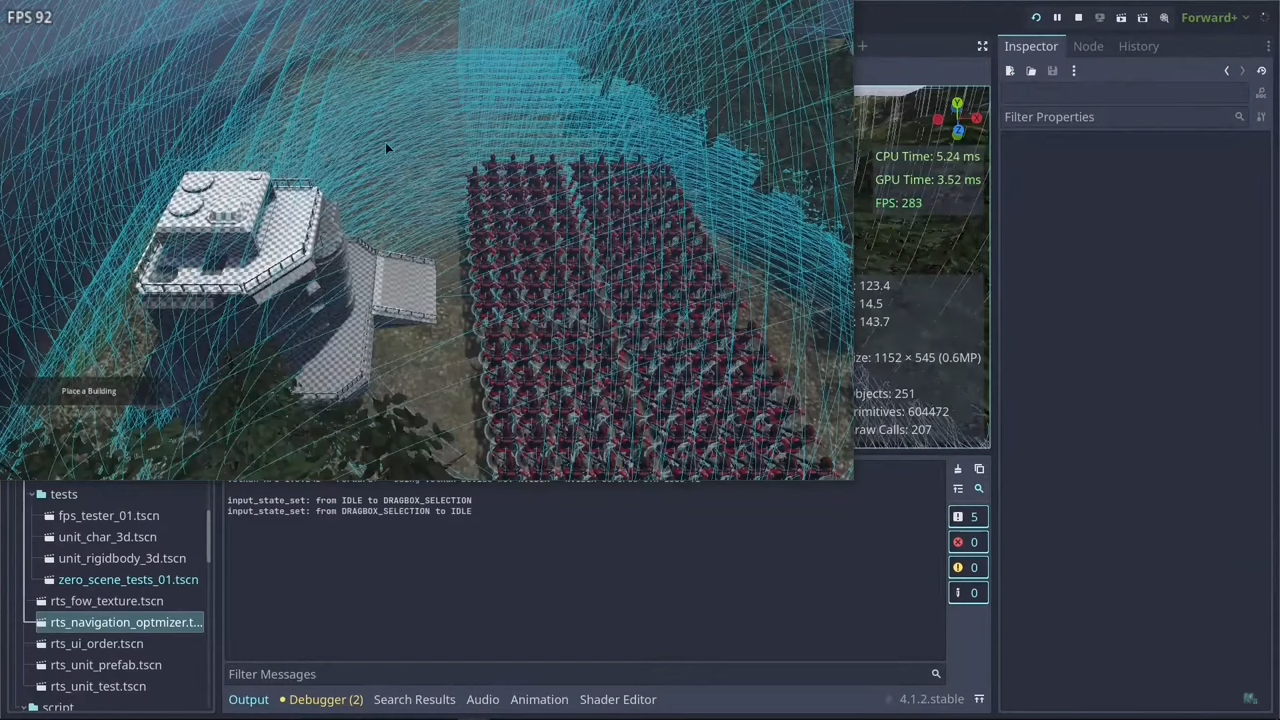 FPS 92
Forward+
Inspector
Node
History
Filter Properties
Y
X
Z
CPU Time: 5.24 ms
GPU Time: 3.52 ms
FPS: 283
123.4
14.5
143.7
ize: 1152 × 545 (0.6MP)
bjects: 251
rimitives: 604472
raw Calls: 207
Place a Building
tests
fps_tester_01.tscn
unit_char_3d.tscn
unit_rigidbody_3d.tscn
zero_scene_tests_01.tscn
rts_fow_texture.tscn
rts_navigation_optmizer.t...
rts_ui_order.tscn
rts_unit_prefab.tscn
rts_unit_test.tscn
script
input_state_set: from IDLE to DRAGBOX_SELECTION
input_state_set: from DRAGBOX_SELECTION to IDLE
5
0
0
0
Filter Messages
Output
Debugger (2)
Search Results
Audio
Animation
Shader Editor
4.1.2.stable